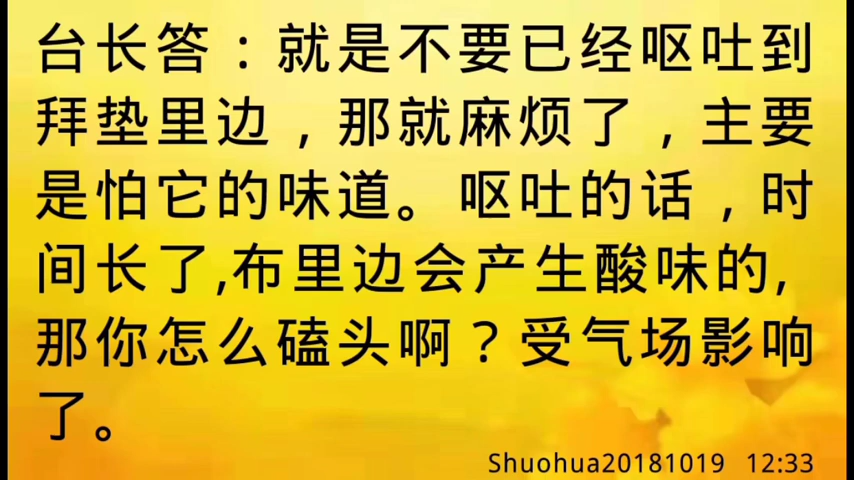 台长答：就是不要已经呕吐到
拜垫里边，那就麻烦了，主要
是怕它的味道。呕吐的话，时
间长了,布里边会产生酸味的,
那你怎么磕头啊？受气场影响
了。
Shuohua20181019 12:33